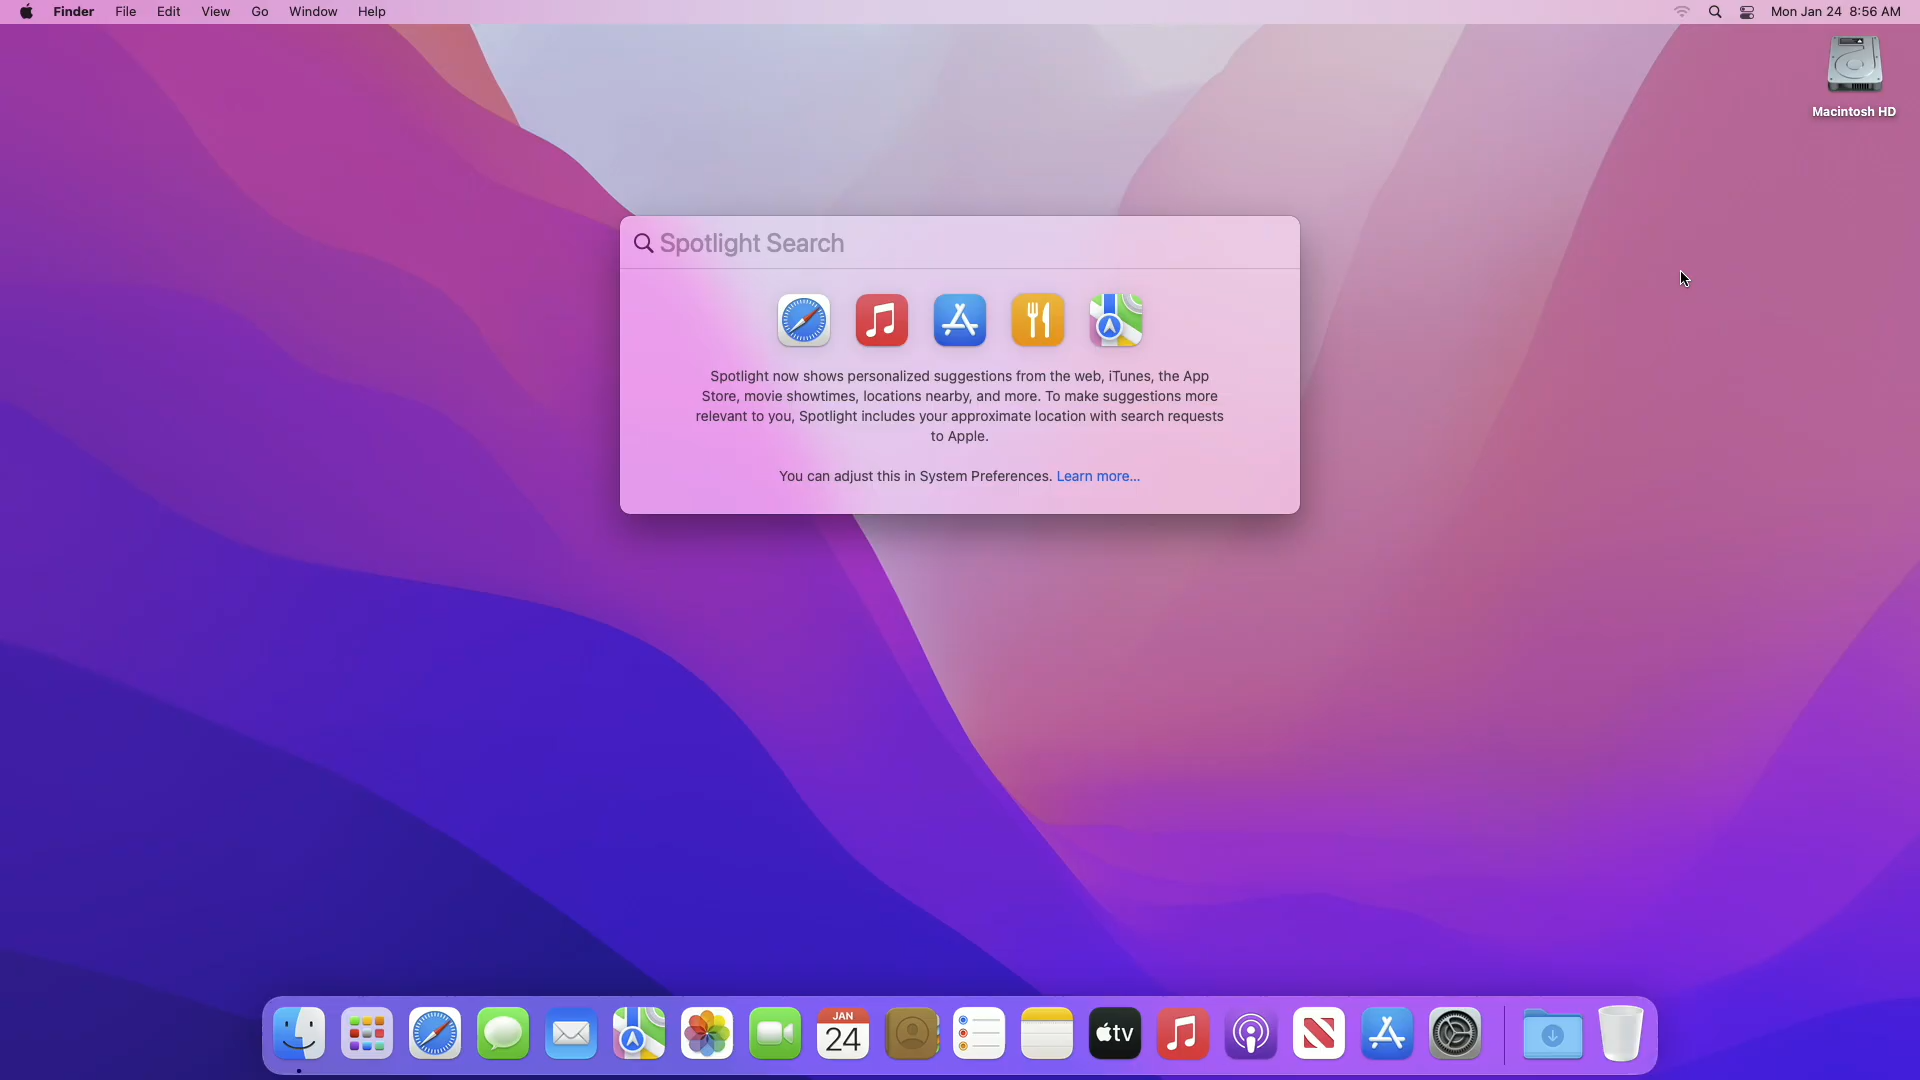 Finder File Edit View Go Window Help Mon Jan 24 8:56 AM
Macintosh HD
Spotlight Search
Spotlight now shows personalized suggestions from the web, iTunes, the App
Store, movie showtimes, locations nearby, and more. To make suggestions more
relevant to you, Spotlight includes your approximate location with search requests
to Apple.
You can adjust this in System Preferences. Learn more...
JAN
24
tv